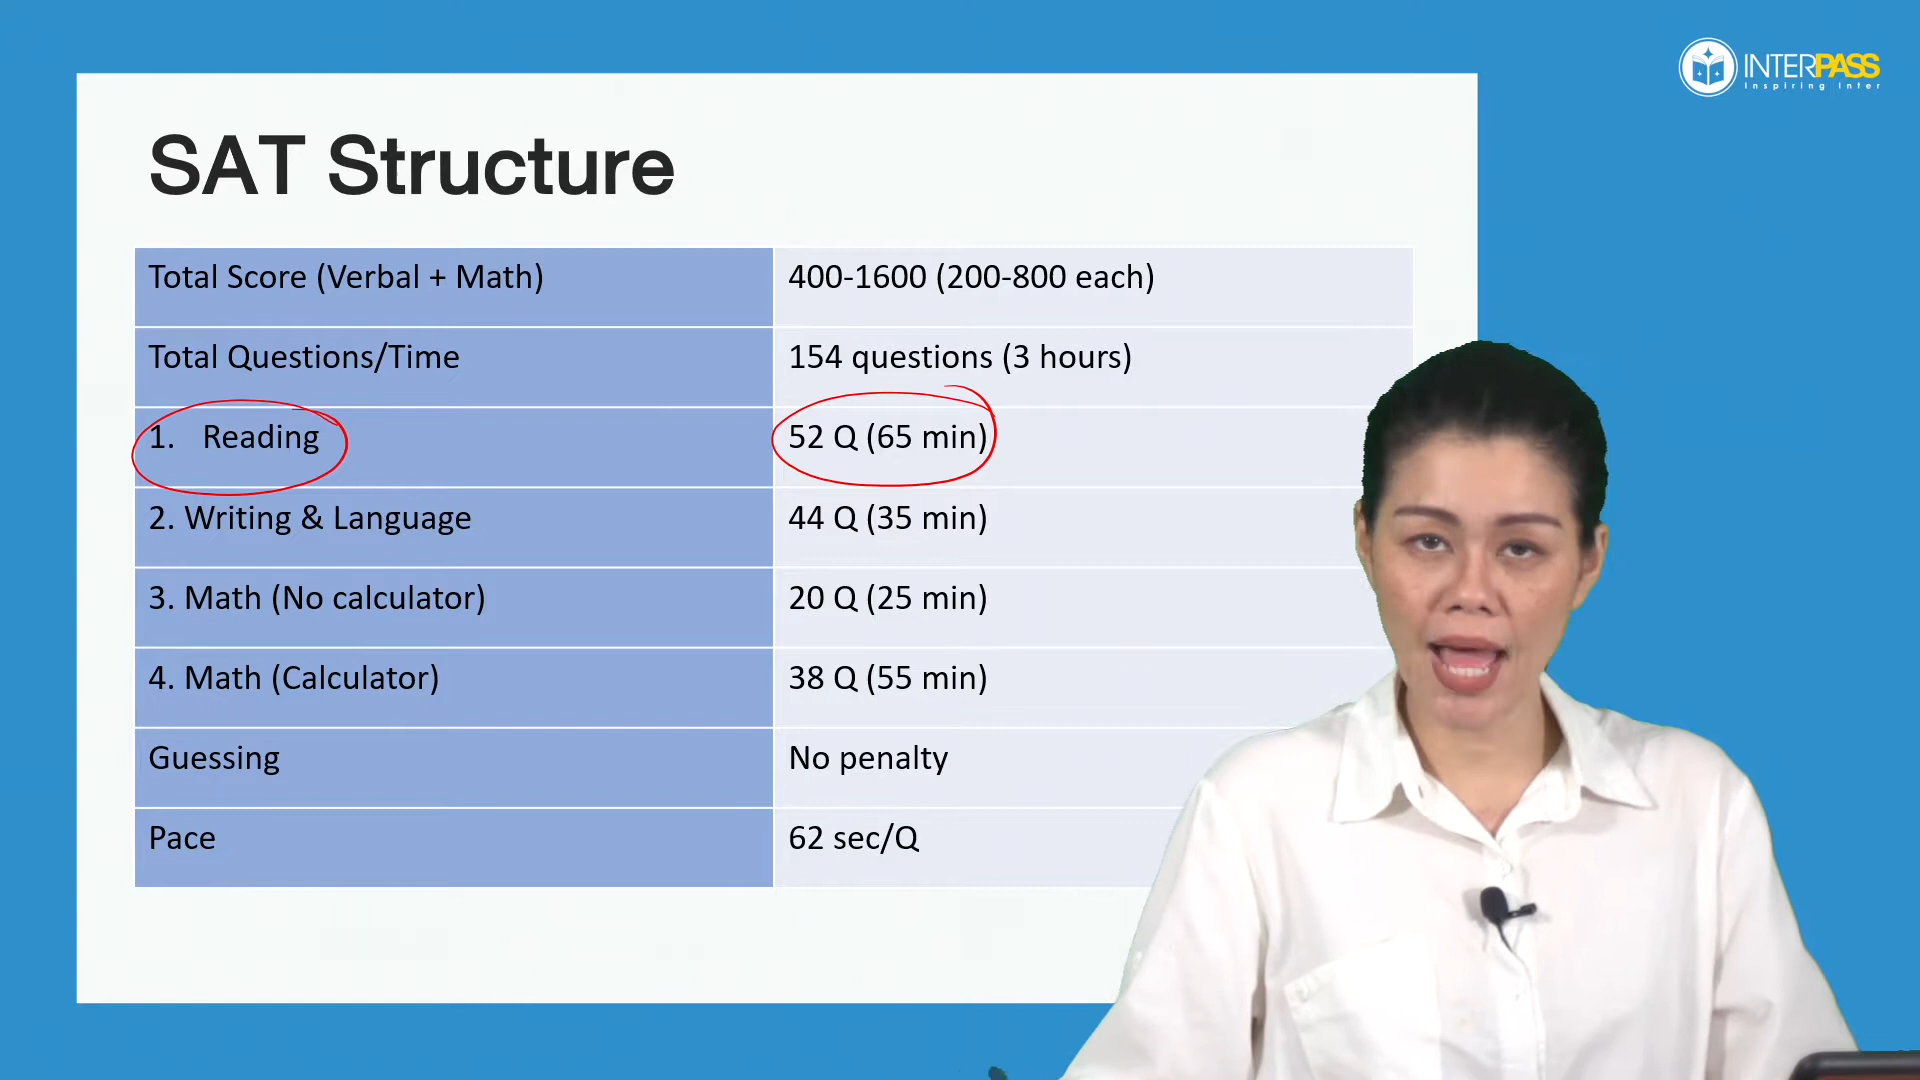 INTERPASS
Inspiring Inter
SAT Structure
Total Score (Verbal + Math) 400-1600 (200-800 each)
Total Questions/Time 154 questions (3 hours)
1. Reading 52 Q (65 min)
2. Writing & Language 44 Q (35 min)
3. Math (No calculator) 20 Q (25 min)
4. Math (Calculator) 38 Q (55 min)
Guessing No penalty
Pace 62 sec/Q